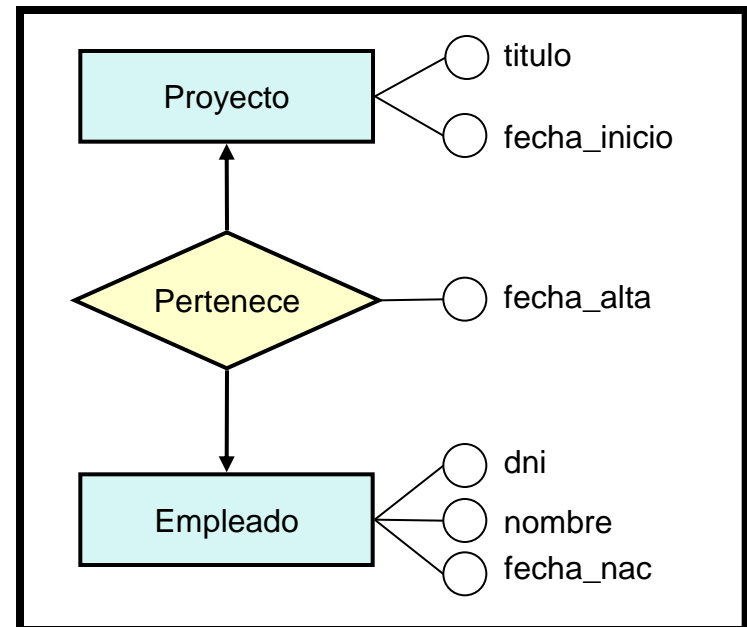 Proyecto
titulo
fecha_inicio
Pertenece
fecha_alta
Empleado
dni
nombre
fecha_nac